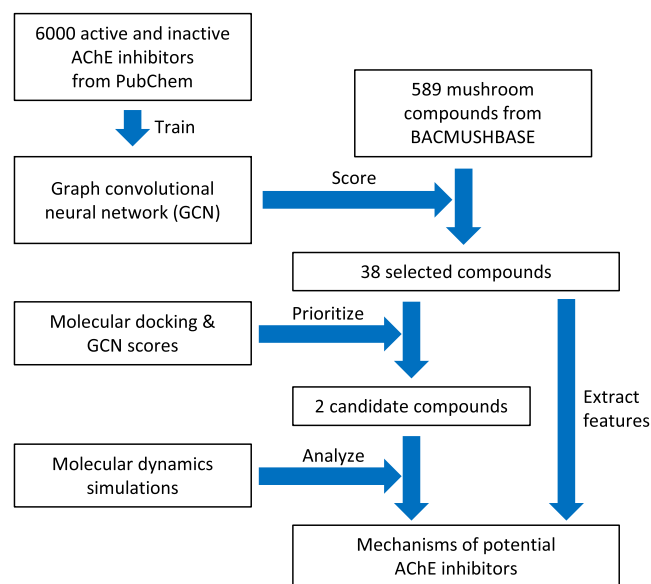 6000 active and inactive
AChE inhibitors
from PubChem
Train
589 mushroom
compounds from
BACMUSHBASE
Graph convolutional
neural network (GCN)
Score
38 selected compounds
Molecular docking &
GCN scores
Prioritize
2 candidate compounds
Extract
features
Molecular dynamics
simulations
Analyze
Mechanisms of potential
AChE inhibitors